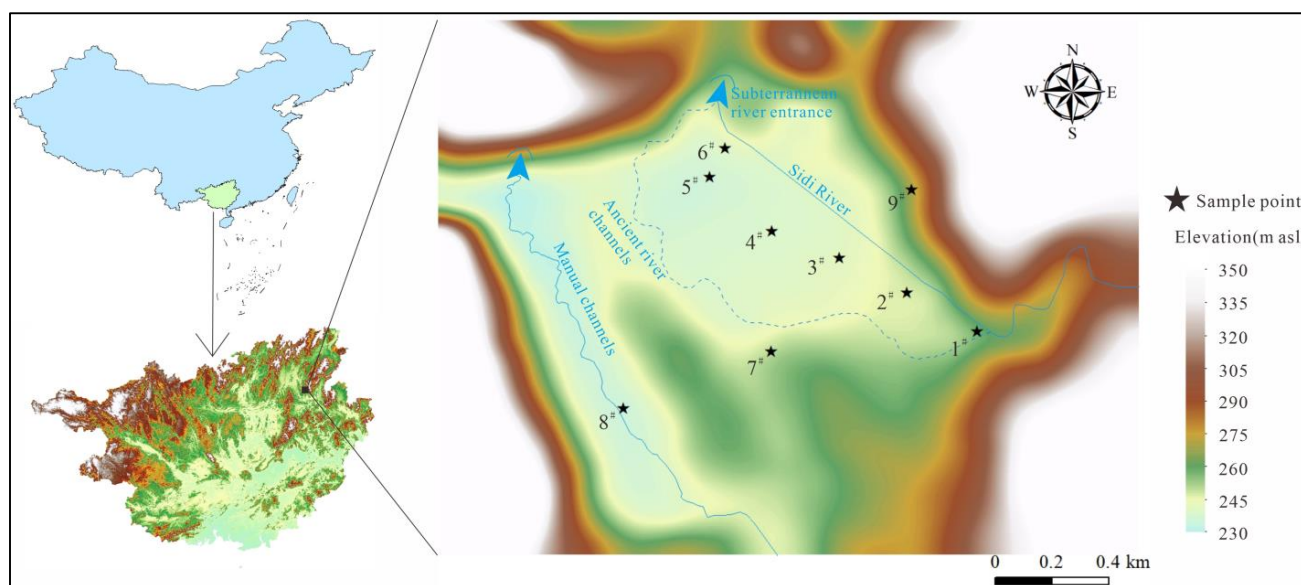 N
W E
S
Subterrannean
river entrance
6#
5#
Sidi River
9#
Ancient river
channels
4#
3#
Manual channels
2#
1#
7#
8#
0 0.2 0.4 km
Sample point
Elevation(m asl
350
335
320
305
290
275
260
245
230